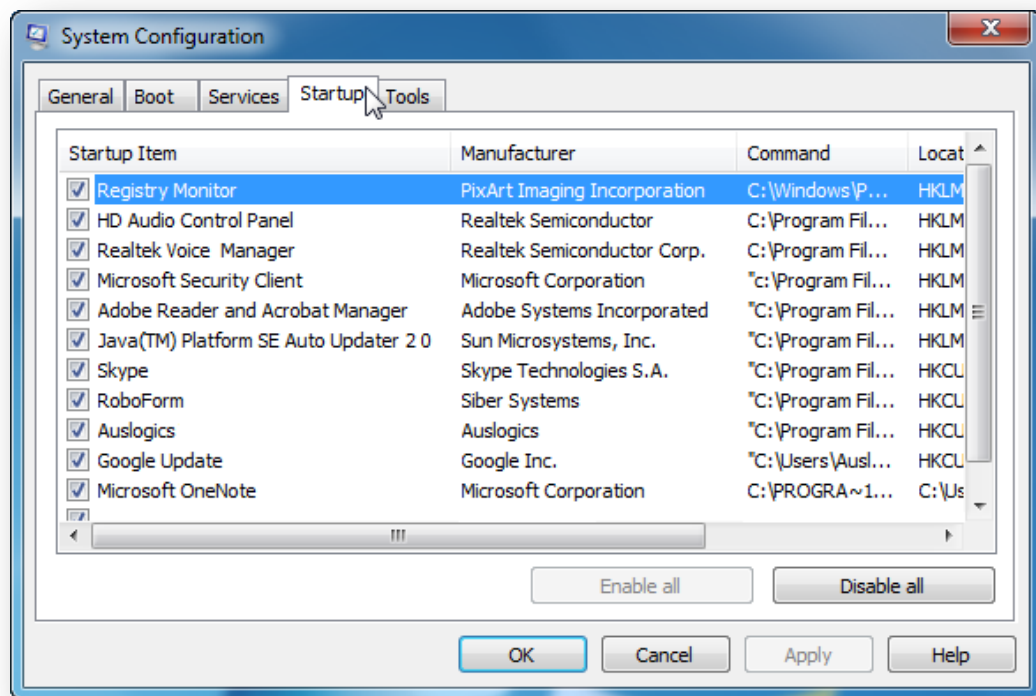 System Configuration
General Boot Services Startup Tools
Startup Item Manufacturer Command Locat
Registry Monitor PixArt Imaging Incorporation C:\Windows\P... HKLM
HD Audio Control Panel Realtek Semiconductor C:\Program Fil... HKLM
Realtek Voice  Manager Realtek Semiconductor Corp. C:\Program Fil... HKLM
Microsoft Security Client Microsoft Corporation "c:\Program Fil... HKLM
Adobe Reader and Acrobat Manager Adobe Systems Incorporated "C:\Program Fil... HKLM
Java(TM) Platform SE Auto Updater 2 0 Sun Microsystems, Inc. "C:\Program Fil... HKLM
Skype Skype Technologies S.A. "C:\Program Fil... HKCU
RoboForm Siber Systems "C:\Program Fil... HKCU
Auslogics Auslogics "C:\Program Fil... HKCU
Google Update Google Inc. "C:\Users\Ausl... HKCU
Microsoft OneNote Microsoft Corporation C:\PROGRA~1... C:\Us
Enable all Disable all
OK Cancel Apply Help